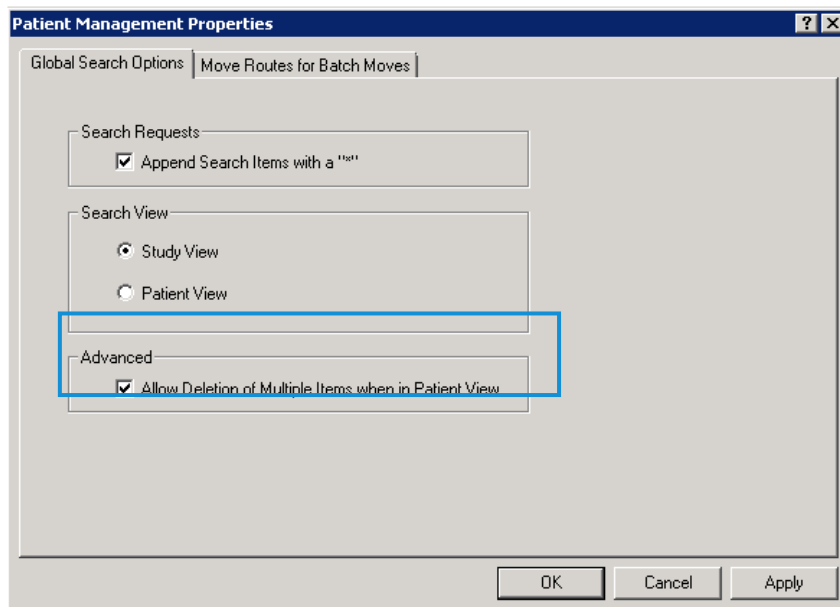 Patient Management Properties
Global Search Options
Move Routes for Batch Moves
Search Requests
Append Search Items with a "*"
Search View
Study View
Patient View
Advanced
Allow Deletion of Multiple Items when in Patient View
OK
Cancel
Apply